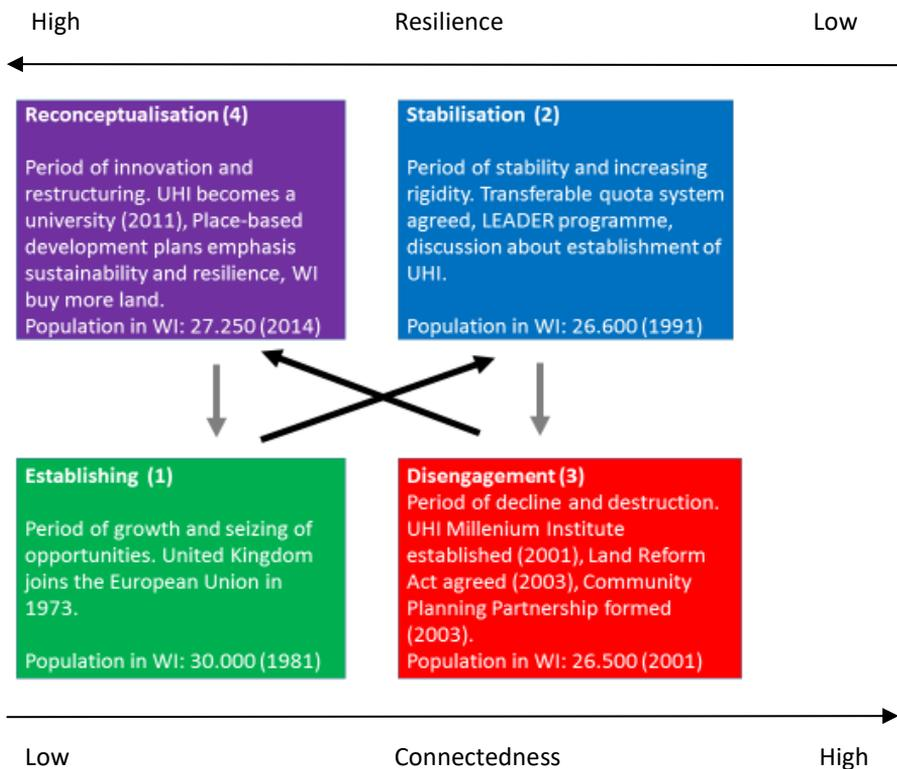 High Resilience Low
Reconceptualisation (4)
Period of innovation and
restructuring. UHI becomes a
university (2011), Place-based
development plans emphasis
sustainability and resilience, WI
buy more land.
Population in WI: 27.250 (2014)
Stabilisation (2)
Period of stability and increasing
rigidity. Transferable quota system
agreed, LEADER programme,
discussion about establishment of
UHI.
Population in WI: 26.600 (1991)
Establishing (1)
Period of growth and seizing of
opportunities. United Kingdom
joins the European Union in
1973.
Population in WI: 30.000 (1981)
Disengagement (3)
Period of decline and destruction.
UHI Millenium Institute
established (2001), Land Reform
Act agreed (2003), Community
Planning Partnership formed
(2003).
Population in WI: 26.500 (2001)
Low Connectedness High